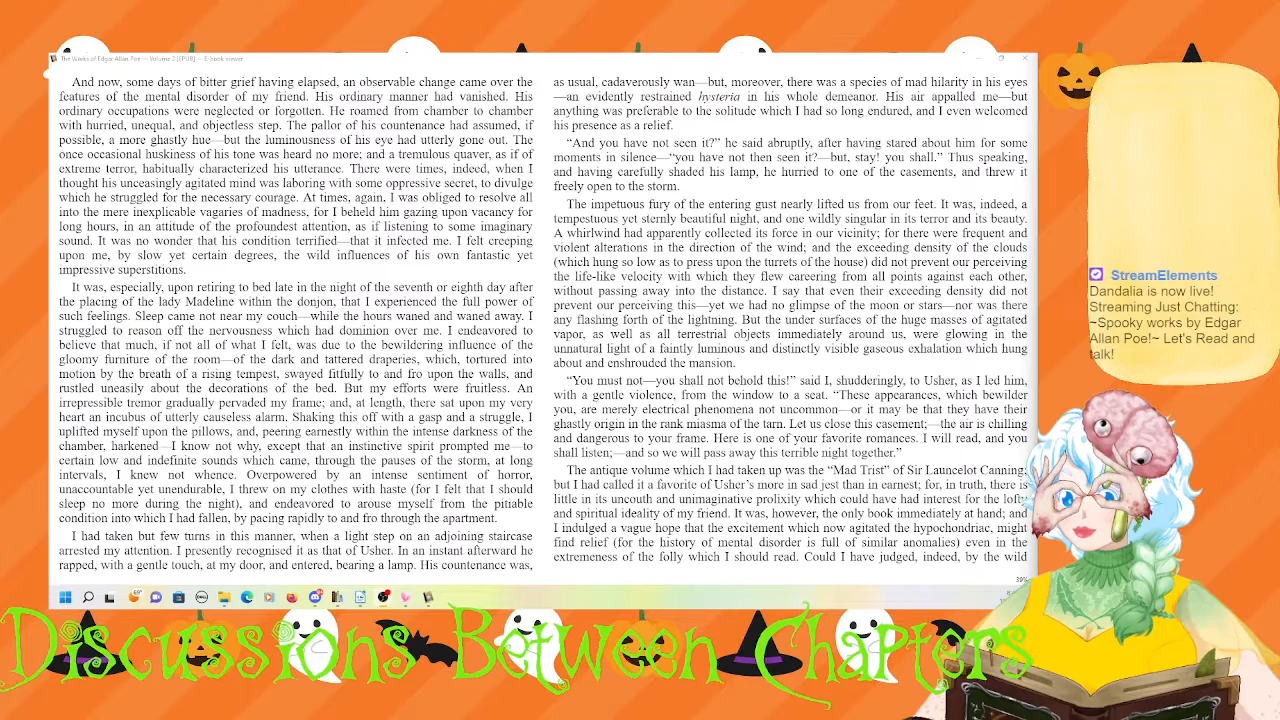 The Works of Edgar Allan Poe — Volume 2 [EPUB] — E-book viewer
And now, some days of bitter grief having elapsed, an observable change came over the
features of the mental disorder of my friend. His ordinary manner had vanished. His
ordinary occupations were neglected or forgotten. He roamed from chamber to chamber
with hurried, unequal, and objectless step. The pallor of his countenance had assumed, if
possible, a more ghastly hue—but the luminousness of his eye had utterly gone out. The
once occasional huskiness of his tone was heard no more; and a tremulous quaver, as if of
extreme terror, habitually characterized his utterance. There were times, indeed, when I
thought his unceasingly agitated mind was laboring with some oppressive secret, to divulge
which he struggled for the necessary courage. At times, again, I was obliged to resolve all
into the mere inexplicable vagaries of madness, for I beheld him gazing upon vacancy for
long hours, in an attitude of the profoundest attention, as if listening to some imaginary
sound. It was no wonder that his condition terrified—that it infected me. I felt creeping
upon me, by slow yet certain degrees, the wild influences of his own fantastic yet
impressive superstitions.
It was, especially, upon retiring to bed late in the night of the seventh or eighth day after
the placing of the lady Madeline within the donjon, that I experienced the full power of
such feelings. Sleep came not near my couch—while the hours waned and waned away. I
struggled to reason off the nervousness which had dominion over me. I endeavored to
believe that much, if not all of what I felt, was due to the bewildering influence of the
gloomy furniture of the room—of the dark and tattered draperies, which, tortured into
motion by the breath of a rising tempest, swayed fitfully to and fro upon the walls, and
rustled uneasily about the decorations of the bed. But my efforts were fruitless. An
irrepressible tremor gradually pervaded my frame; and, at length, there sat upon my very
heart an incubus of utterly causeless alarm. Shaking this off with a gasp and a struggle, I
uplifted myself upon the pillows, and, peering earnestly within the intense darkness of the
chamber, harkened—I know not why, except that an instinctive spirit prompted me—to
certain low and indefinite sounds which came, through the pauses of the storm, at long
intervals, I knew not whence. Overpowered by an intense sentiment of horror,
unaccountable yet unendurable, I threw on my clothes with haste (for I felt that I should
sleep no more during the night), and endeavored to arouse myself from the pitiable
condition into which I had fallen, by pacing rapidly to and fro through the apartment.
I had taken but few turns in this manner, when a light step on an adjoining staircase
arrested my attention. I presently recognised it as that of Usher. In an instant afterward he
rapped, with a gentle touch, at my door, and entered, bearing a lamp. His countenance was,
as usual, cadaverously wan—but, moreover, there was a species of mad hilarity in his eyes
—an evidently restrained hysteria in his whole demeanor. His air appalled me—but
anything was preferable to the solitude which I had so long endured, and I even welcomed
his presence as a relief.
“And you have not seen it?” he said abruptly, after having stared about him for some
moments in silence—“you have not then seen it?—but, stay! you shall.” Thus speaking,
and having carefully shaded his lamp, he hurried to one of the casements, and threw it
freely open to the storm.
The impetuous fury of the entering gust nearly lifted us from our feet. It was, indeed, a
tempestuous yet sternly beautiful night, and one wildly singular in its terror and its beauty.
A whirlwind had apparently collected its force in our vicinity; for there were frequent and
violent alterations in the direction of the wind; and the exceeding density of the clouds
(which hung so low as to press upon the turrets of the house) did not prevent our perceiving
the life-like velocity with which they flew careering from all points against each other,
without passing away into the distance. I say that even their exceeding density did not
prevent our perceiving this—yet we had no glimpse of the moon or stars—nor was there
any flashing forth of the lightning. But the under surfaces of the huge masses of agitated
vapor, as well as all terrestrial objects immediately around us, were glowing in the
unnatural light of a faintly luminous and distinctly visible gaseous exhalation which hung
about and enshrouded the mansion.
“You must not—you shall not behold this!” said I, shudderingly, to Usher, as I led him,
with a gentle violence, from the window to a seat. “These appearances, which bewilder
you, are merely electrical phenomena not uncommon—or it may be that they have their
ghastly origin in the rank miasma of the tarn. Let us close this casement;—the air is chilling
and dangerous to your frame. Here is one of your favorite romances. I will read, and you
shall listen;—and so we will pass away this terrible night together.”
The antique volume which I had taken up was the “Mad Trist” of Sir Launcelot Canning;
but I had called it a favorite of Usher’s more in sad jest than in earnest; for, in truth, there is
little in its uncouth and unimaginative prolixity which could have had interest for the lofty
and spiritual ideality of my friend. It was, however, the only book immediately at hand; and
I indulged a vague hope that the excitement which now agitated the hypochondriac, might
find relief (for the history of mental disorder is full of similar anomalies) even in the
extremeness of the folly which I should read. Could I have judged, indeed, by the wild
39%
StreamElements
Dandalia is now live!
Streaming Just Chatting:
~Spooky works by Edgar
Allan Poe!~ Let's Read and
talk!
Discussions Between Chapters